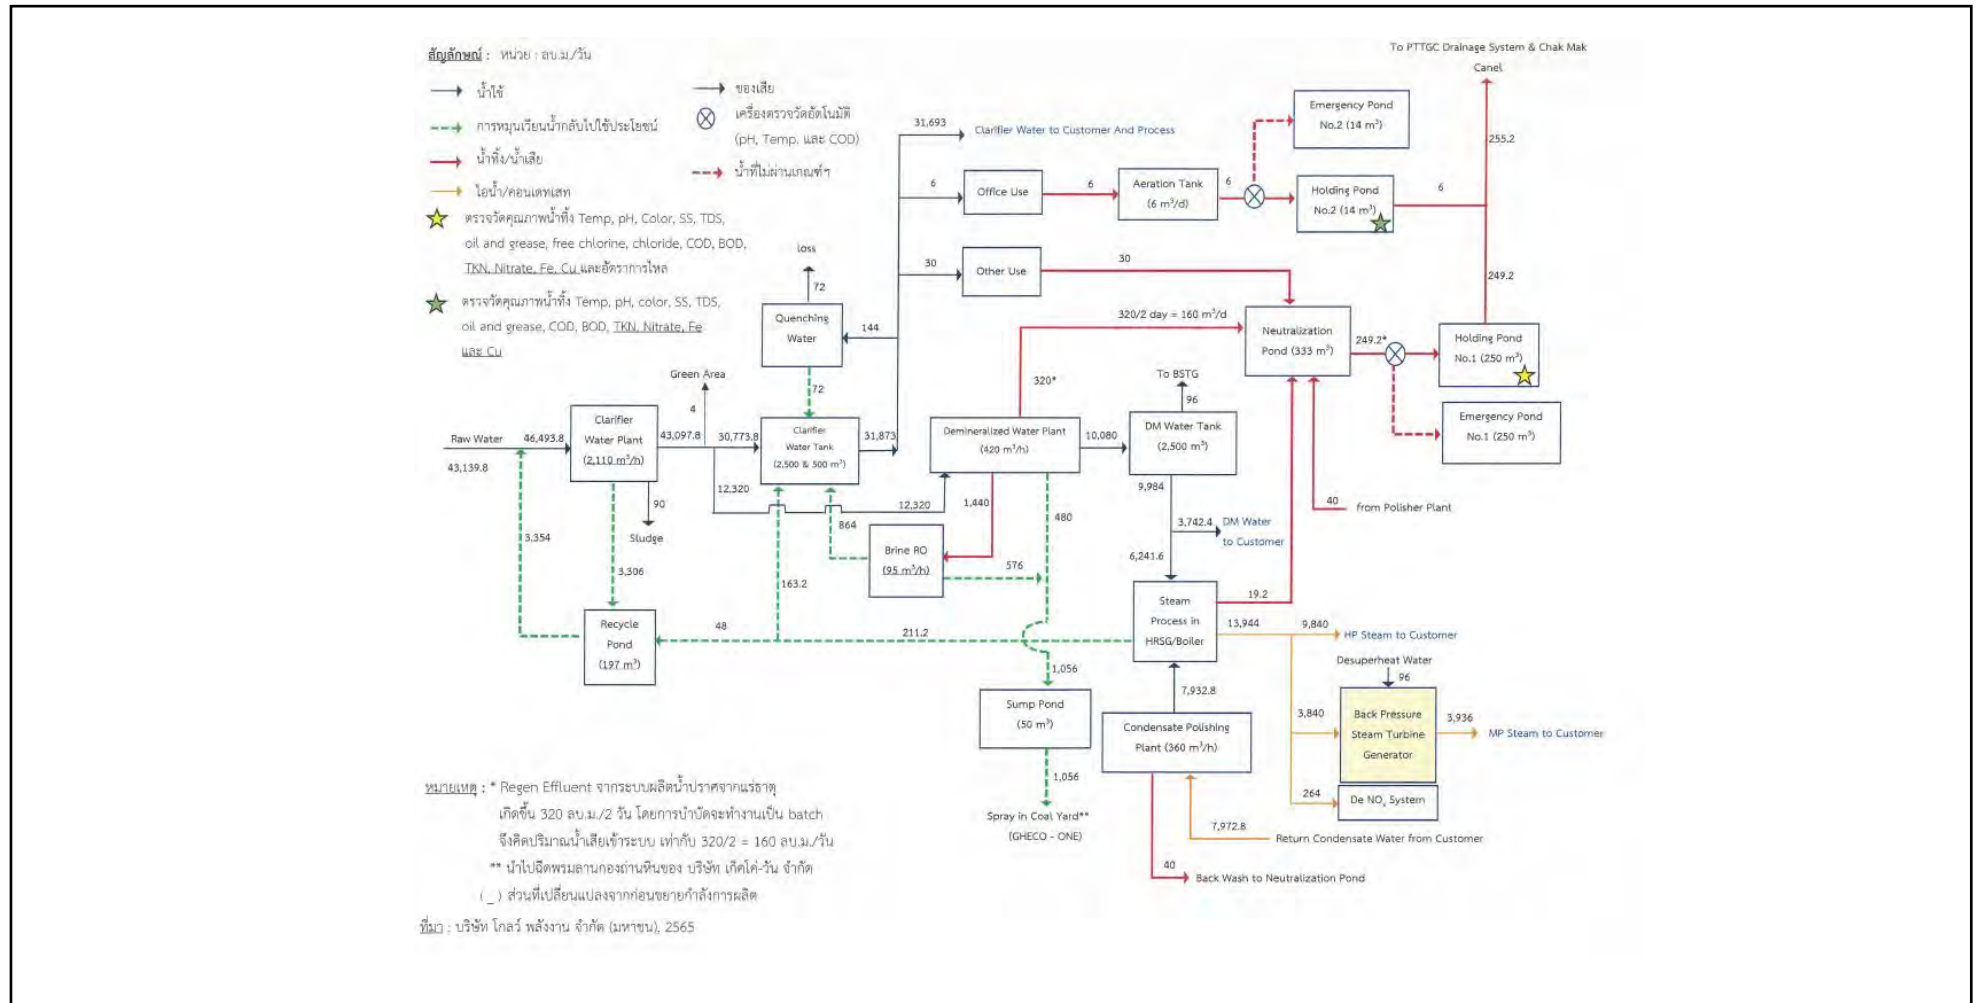 สัญลักษณ์ : หน่วย : ลบ.ม./วัน
น้ำใช้
การหมุนเวียนน้ำกลับไปใช้ประโยชน์
น้ำทิ้ง/น้ำเสีย
ไอน้ำ/คอนเดทเสท
ของเสีย
เครื่องตรวจวัดอัตโนมัติ
(pH, Temp. และ COD)
น้ำที่ไม่ผ่านเกณฑ์ฯ
ตรวจวัดคุณภาพน้ำทิ้ง Temp, pH, Color, SS, TDS,
oil and grease, free chlorine, chloride, COD, BOD,
TKN, Nitrate, Fe, Cu และอัตราการไหล
ตรวจวัดคุณภาพน้ำทิ้ง Temp, pH, color, SS, TDS,
oil and grease, COD, BOD, TKN, Nitrate, Fe
และ Cu
To PTTGC Drainage System & Chak Mak
Canel
255.2
31,693
Clarifier Water to Customer And Process
Emergency Pond
No.2 (14 m³)
6
Office Use
6
Aeration Tank
(6 m³/d)
6
Holding Pond
No.2 (14 m³)
6
30
Other Use
30
249.2
loss
72
Quenching
Water
144
72
320/2 day = 160 m³/d
Neutralization
Pond (333 m³)
249.2*
Holding Pond
No.1 (250 m³)
Emergency Pond
No.1 (250 m³)
40
from Polisher Plant
Green Area
4
Raw Water
43,139.8
46,493.8
Clarifier
Water Plant
(2,110 m³/h)
43,097.8
30,773.8
Clarifier
Water Tank
(2,500 & 500 m³)
31,873
320*
Demineralized Water Plant
(420 m³/h)
10,080
To BSTG
96
DM Water Tank
(2,500 m³)
12,320
12,320
90
Sludge
1,440
480
9,984
3,742.4
DM Water
to Customer
6,241.6
864
Brine RO
(95 m³/h)
576
163.2
3,354
3,306
Recycle
Pond
(197 m³)
48
211.2
Steam
Process in
HRSG/Boiler
19.2
13,944
9,840
HP Steam to Customer
Desuperheat Water
96
1,056
Sump Pond
(50 m³)
1,056
Spray in Coal Yard**
(GHECO - ONE)
7,932.8
Condensate Polishing
Plant (360 m³/h)
3,840
Back Pressure
Steam Turbine
Generator
3,936
MP Steam to Customer
264
De NOx System
7,972.8
Return Condensate Water from Customer
40
Back Wash to Neutralization Pond
หมายเหตุ : * Regen Effluent จากระบบผลิตน้ำปราศจากแร่ธาตุ
เกิดขึ้น 320 ลบ.ม./2 วัน โดยการบำบัดจะทำงานเป็น batch
จึงคิดปริมาณน้ำเสียเข้าระบบ เท่ากับ 320/2 = 160 ลบ.ม./วัน
** นำไปฉีดพรมลานกองถ่านหินของ บริษัท เก็คโค่-วัน จำกัด
( _ ) ส่วนที่เปลี่ยนแปลงจากก่อนขยายกำลังการผลิต
ที่มา : บริษัท โกลว์ พลังงาน จำกัด (มหาชน), 2565